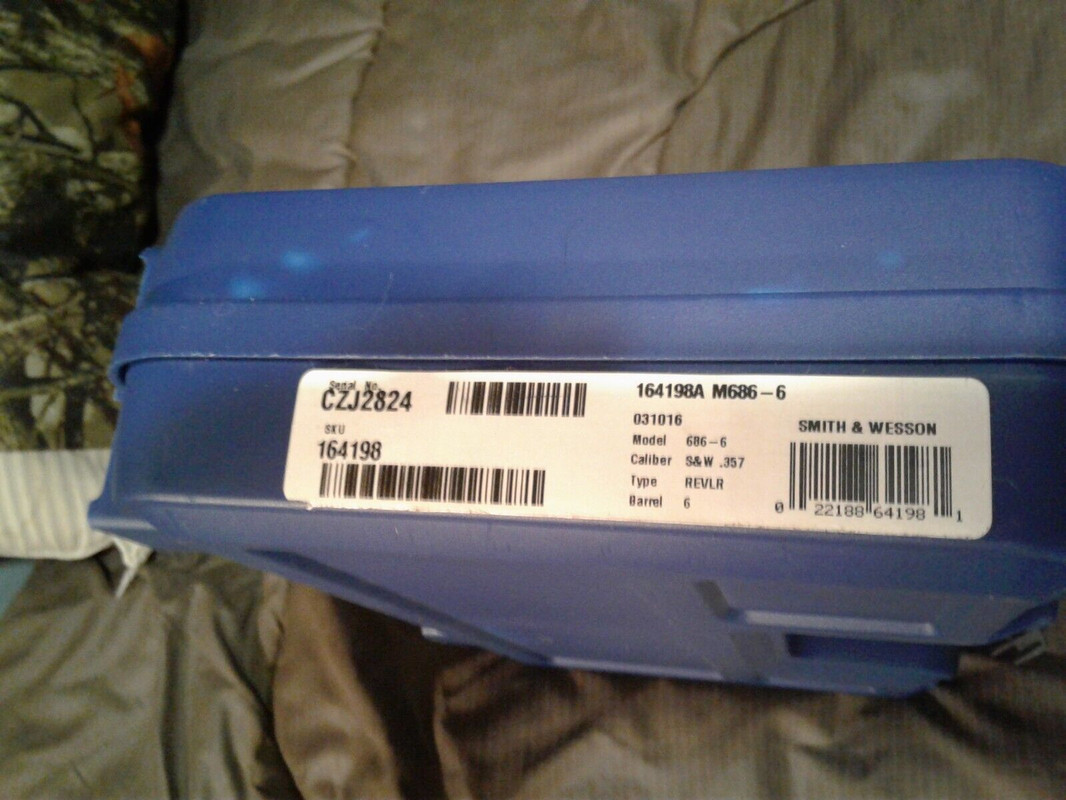 Serial No.
CZJ2824
SKU
164198
164198A M686-6
031016
Model 686-6
Caliber S&W .357
Type REVLR
Barrel 6
SMITH & WESSON
0 22188 64198 1